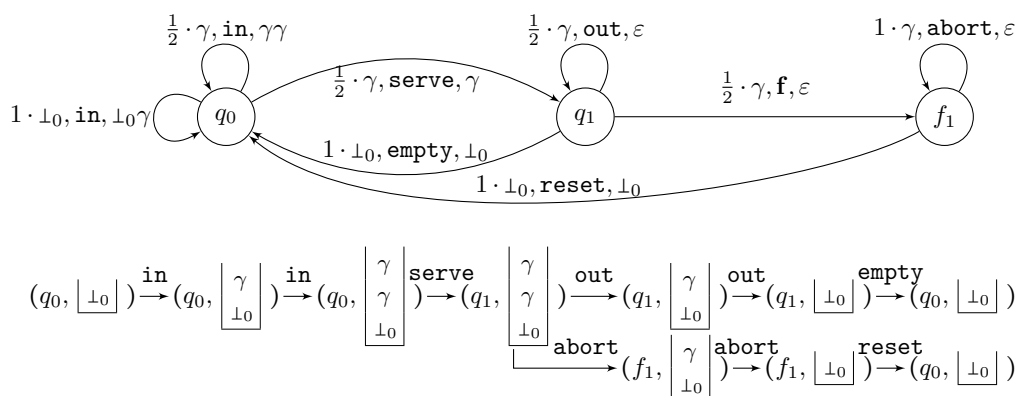 ½ · γ, in, γγ
½ · γ, out, ε
1 · γ, abort, ε
½ · γ, serve, γ
½ · γ, f, ε
1 · ⊥₀, in, ⊥₀γ
q₀
q₁
f₁
1 · ⊥₀, empty, ⊥₀
1 · ⊥₀, reset, ⊥₀
(q₀, ⊥₀) in → (q₀, γ ⊥₀) in → (q₀, γ γ ⊥₀) serve → (q₁, γ γ ⊥₀) out → (q₁, γ ⊥₀) out → (q₁, ⊥₀) empty → (q₀, ⊥₀)
abort → (f₁, γ ⊥₀) abort → (f₁, ⊥₀) reset → (q₀, ⊥₀)